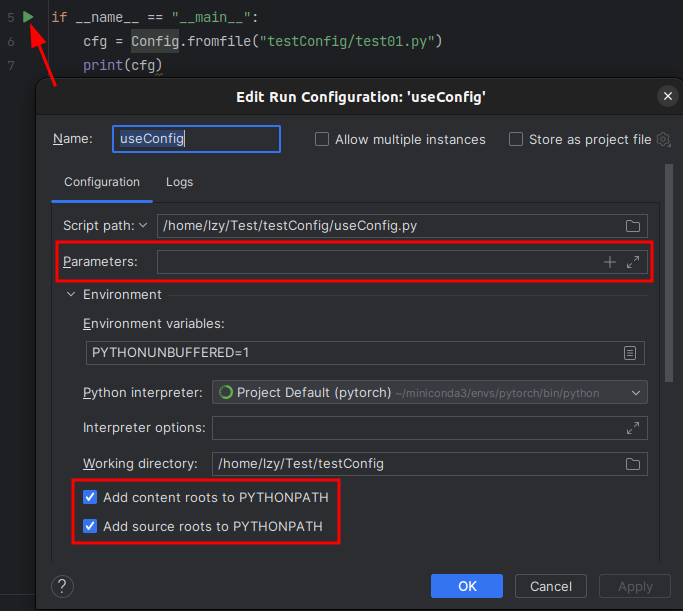 5 if __name__ == "__main__":
6 cfg = Config.fromfile("testConfig/test01.py")
7 print(cfg)
Edit Run Configuration: 'useConfig'
Name: useConfig Allow multiple instances Store as project file
Configuration Logs
Script path: /home/lzy/Test/testConfig/useConfig.py
Parameters:
Environment
Environment variables:
PYTHONUNBUFFERED=1
Python interpreter: Project Default (pytorch) ~/miniconda3/envs/pytorch/bin/python
Interpreter options:
Working directory: /home/lzy/Test/testConfig
Add content roots to PYTHONPATH
Add source roots to PYTHONPATH
? OK Cancel Apply